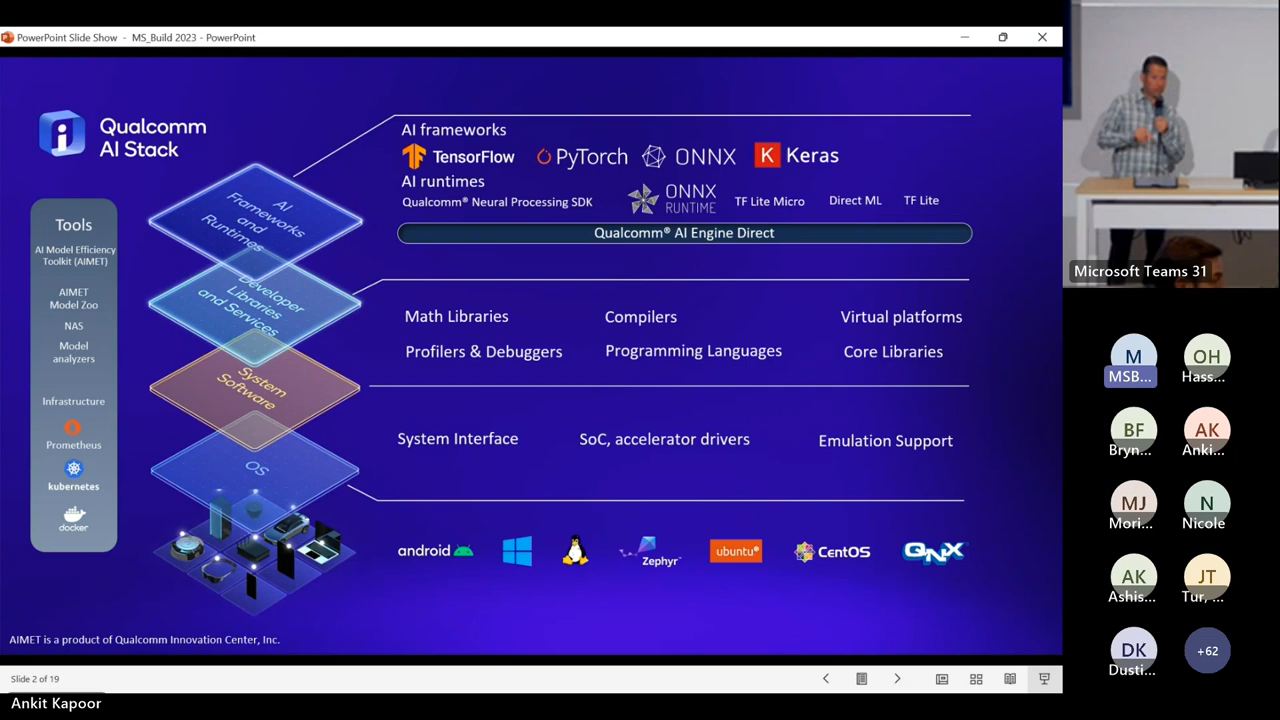 PowerPoint Slide Show - MS_Build 2023 - PowerPoint
Qualcomm
AI Stack
Tools
AI Model Efficiency
Toolkit (AIMET)
AIMET
Model Zoo
NAS
Model
analyzers
Infrastructure
Prometheus
kubernetes
docker
AI
Frameworks
and
Runtimes
Developer
Libraries
and Services
System
Software
OS
AI frameworks
TensorFlow
PyTorch
ONNX
K Keras
AI runtimes
Qualcomm® Neural Processing SDK
ONNX
RUNTIME
TF Lite Micro
Direct ML
TF Lite
Qualcomm® AI Engine Direct
Math Libraries
Compilers
Virtual platforms
Profilers & Debuggers
Programming Languages
Core Libraries
System Interface
SoC, accelerator drivers
Emulation Support
android
Zephyr™
ubuntu®
CentOS
QNX
AIMET is a product of Qualcomm Innovation Center, Inc.
Slide 2 of 19
Ankit Kapoor
Microsoft Teams 31
M
MSB...
OH
Hass...
BF
Bryn...
AK
Anki...
MJ
Mori...
N
Nicole
AK
Ashis...
JT
Tur, ...
DK
Dusti...
+62